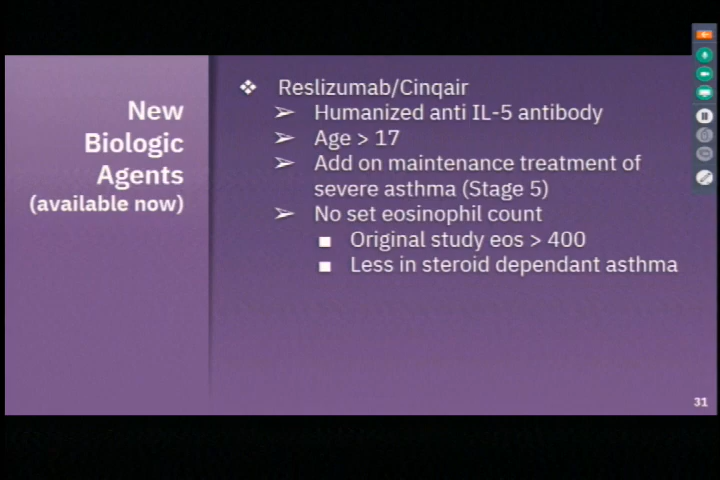 New
Biologic
Agents
(available now)
❖ Reslizumab/Cinqair
➢ Humanized anti IL-5 antibody
➢ Age > 17
➢ Add on maintenance treatment of
severe asthma (Stage 5)
➢ No set eosinophil count
■ Original study eos > 400
■ Less in steroid dependant asthma
31